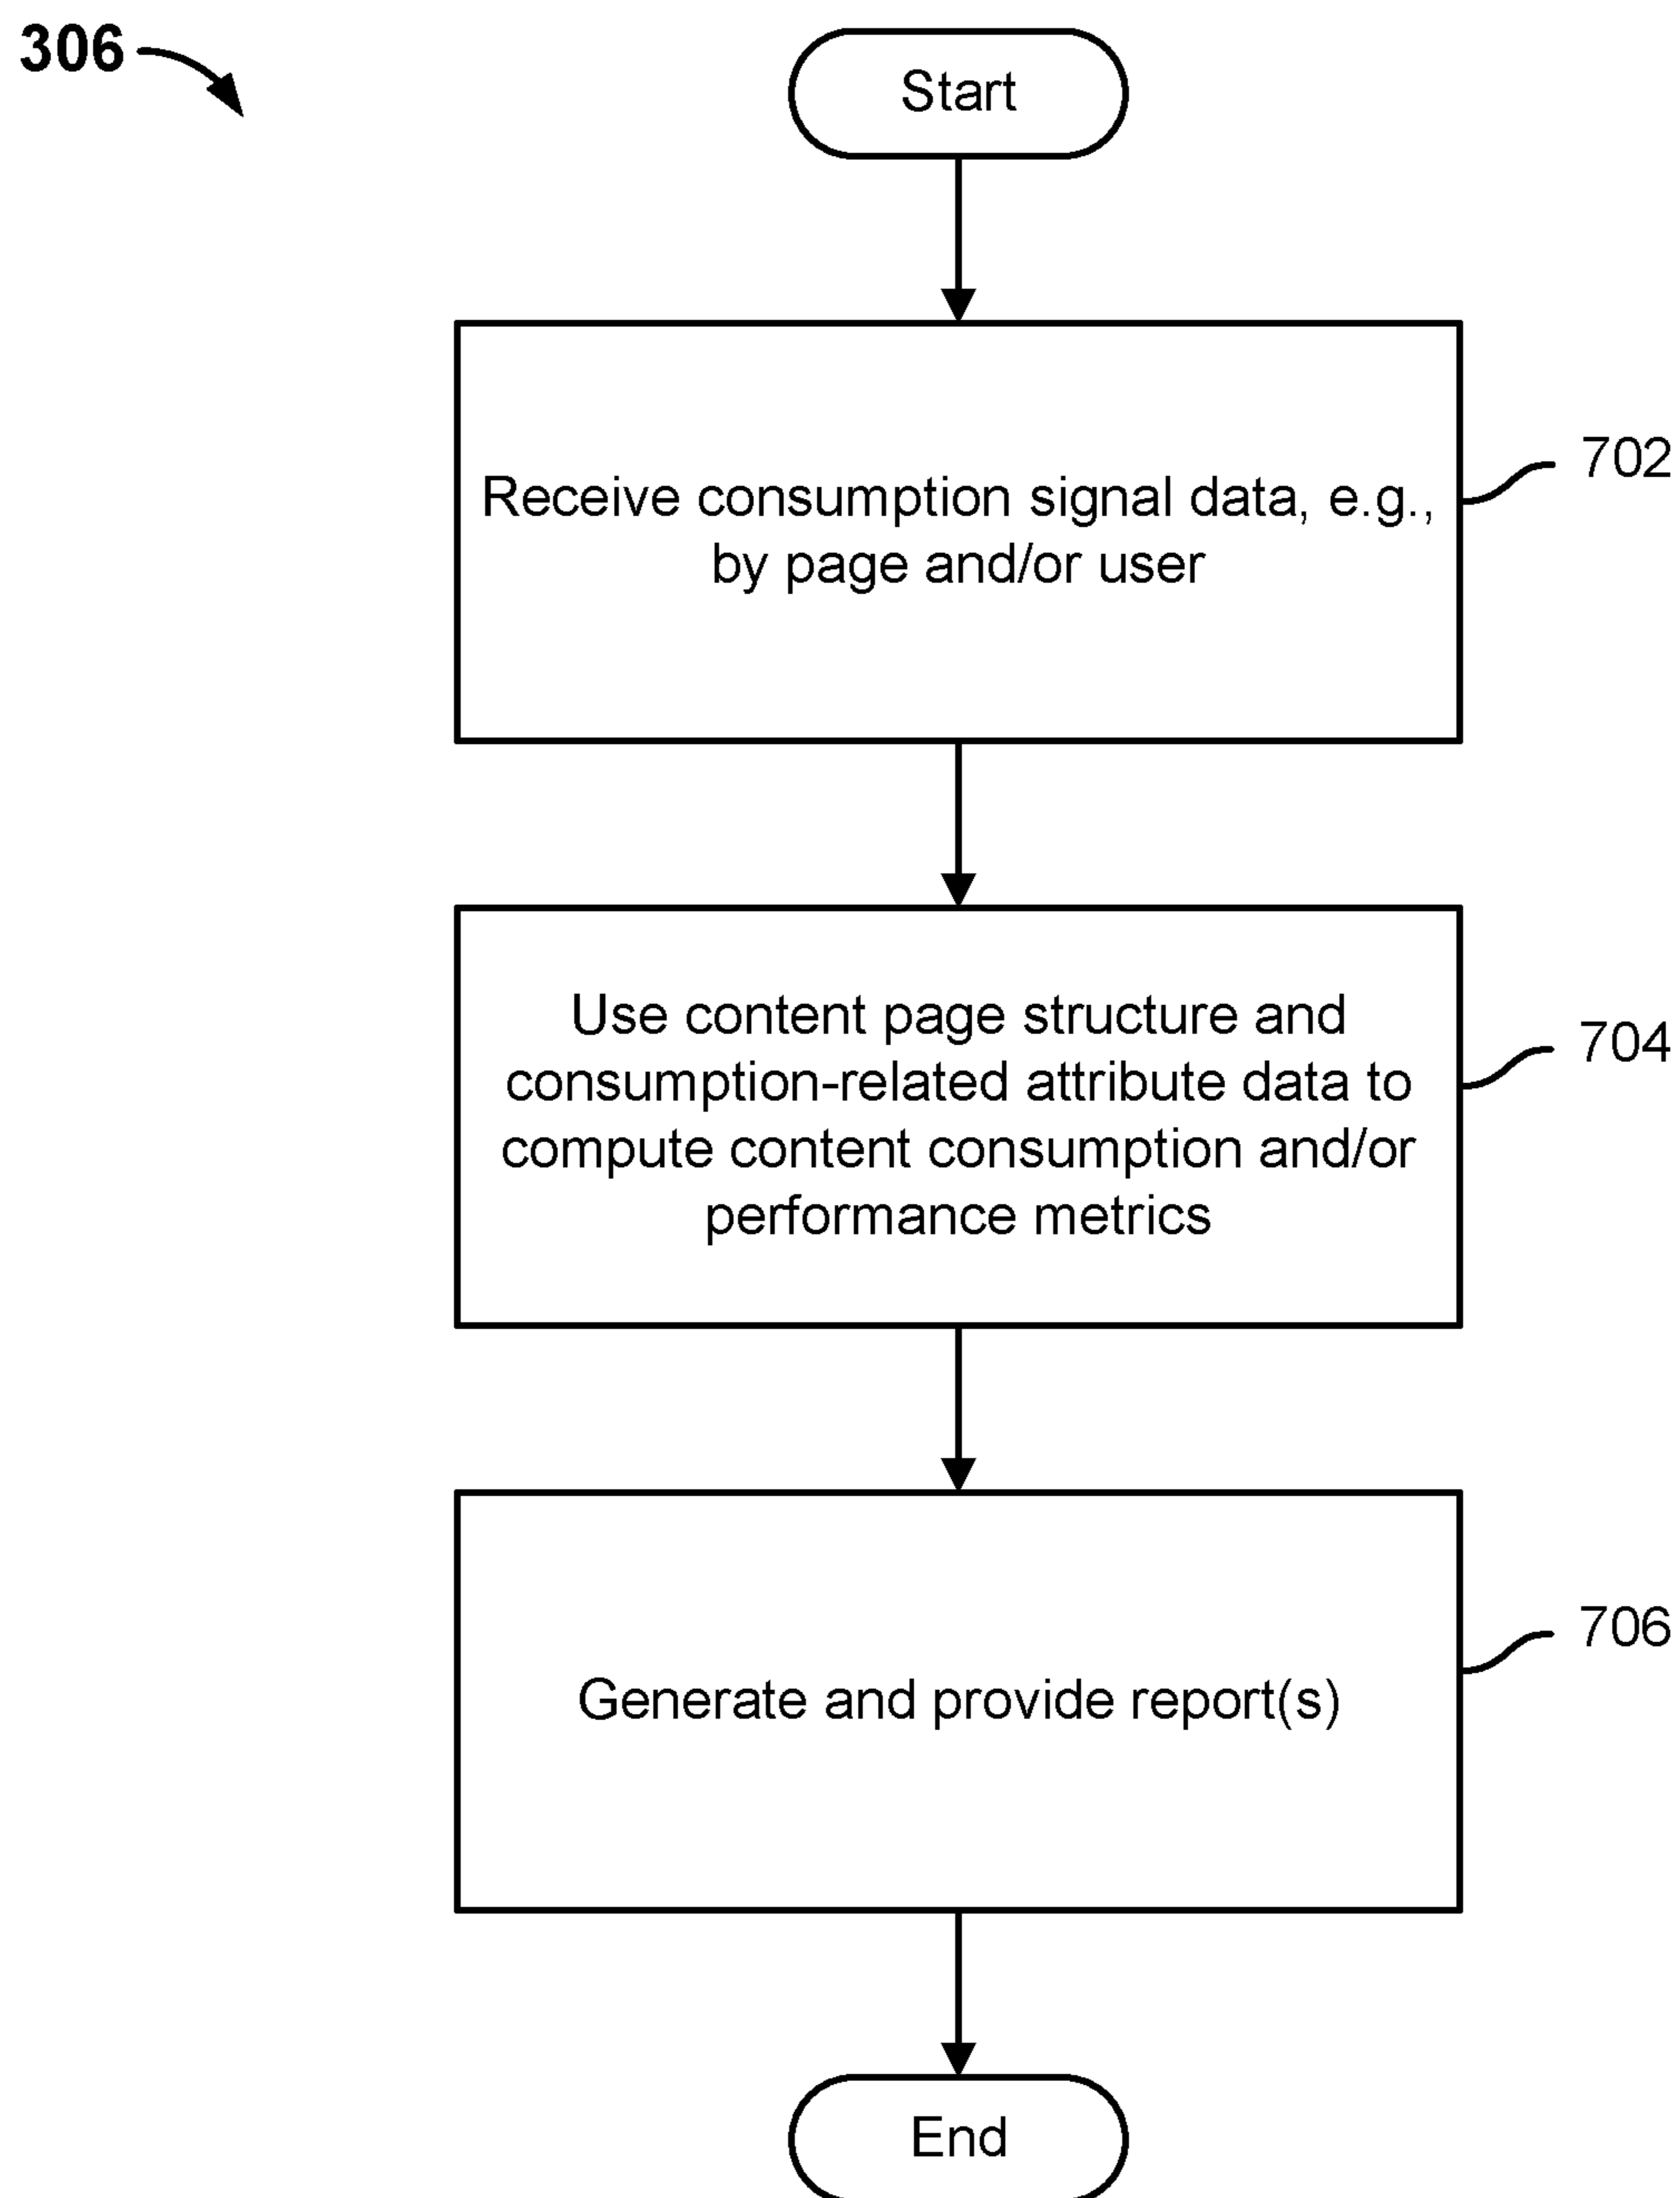 306
Start
Receive consumption signal data, e.g.,
by page and/or user
702
Use content page structure and
consumption-related attribute data to
compute content consumption and/or
performance metrics
704
Generate and provide report(s)
706
End